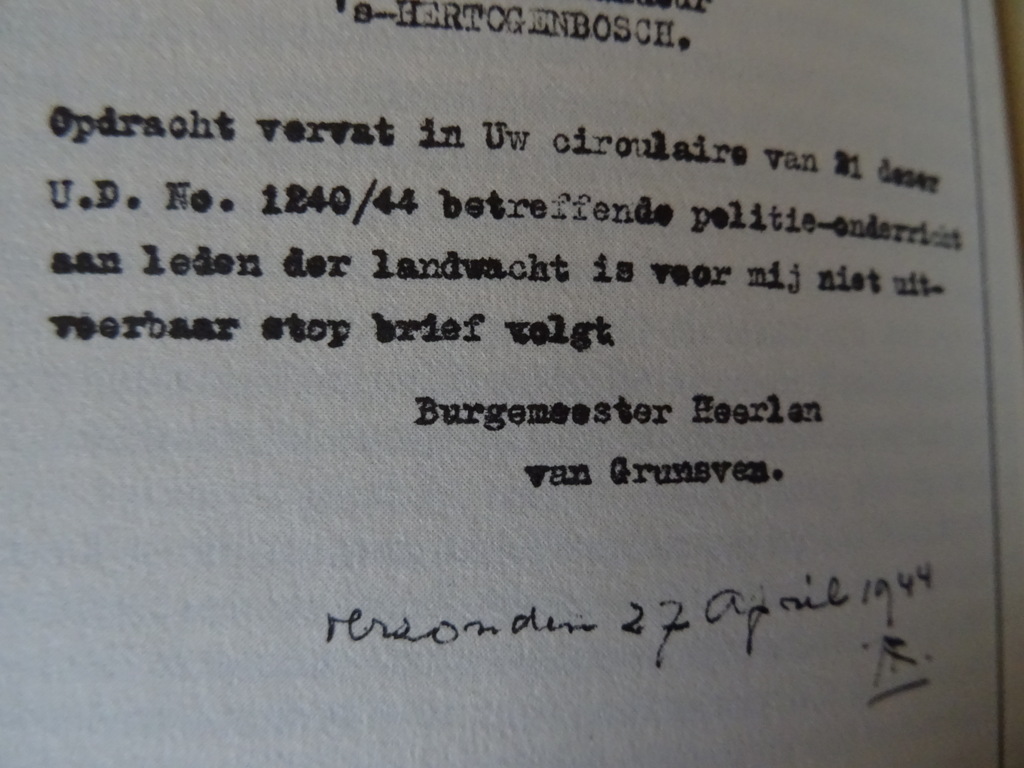 's-HERTOGENBOSCH.
Opdracht vervat in Uw circulaire van 21 dezer
U.D. No. 1240/44 betreffende politie-onderricht
aan leden der landwacht is voor mij niet uit-
voerbaar stop brief volgt
Burgemeester Heerlen
van Grunsven.
verzonden 27 April 1944